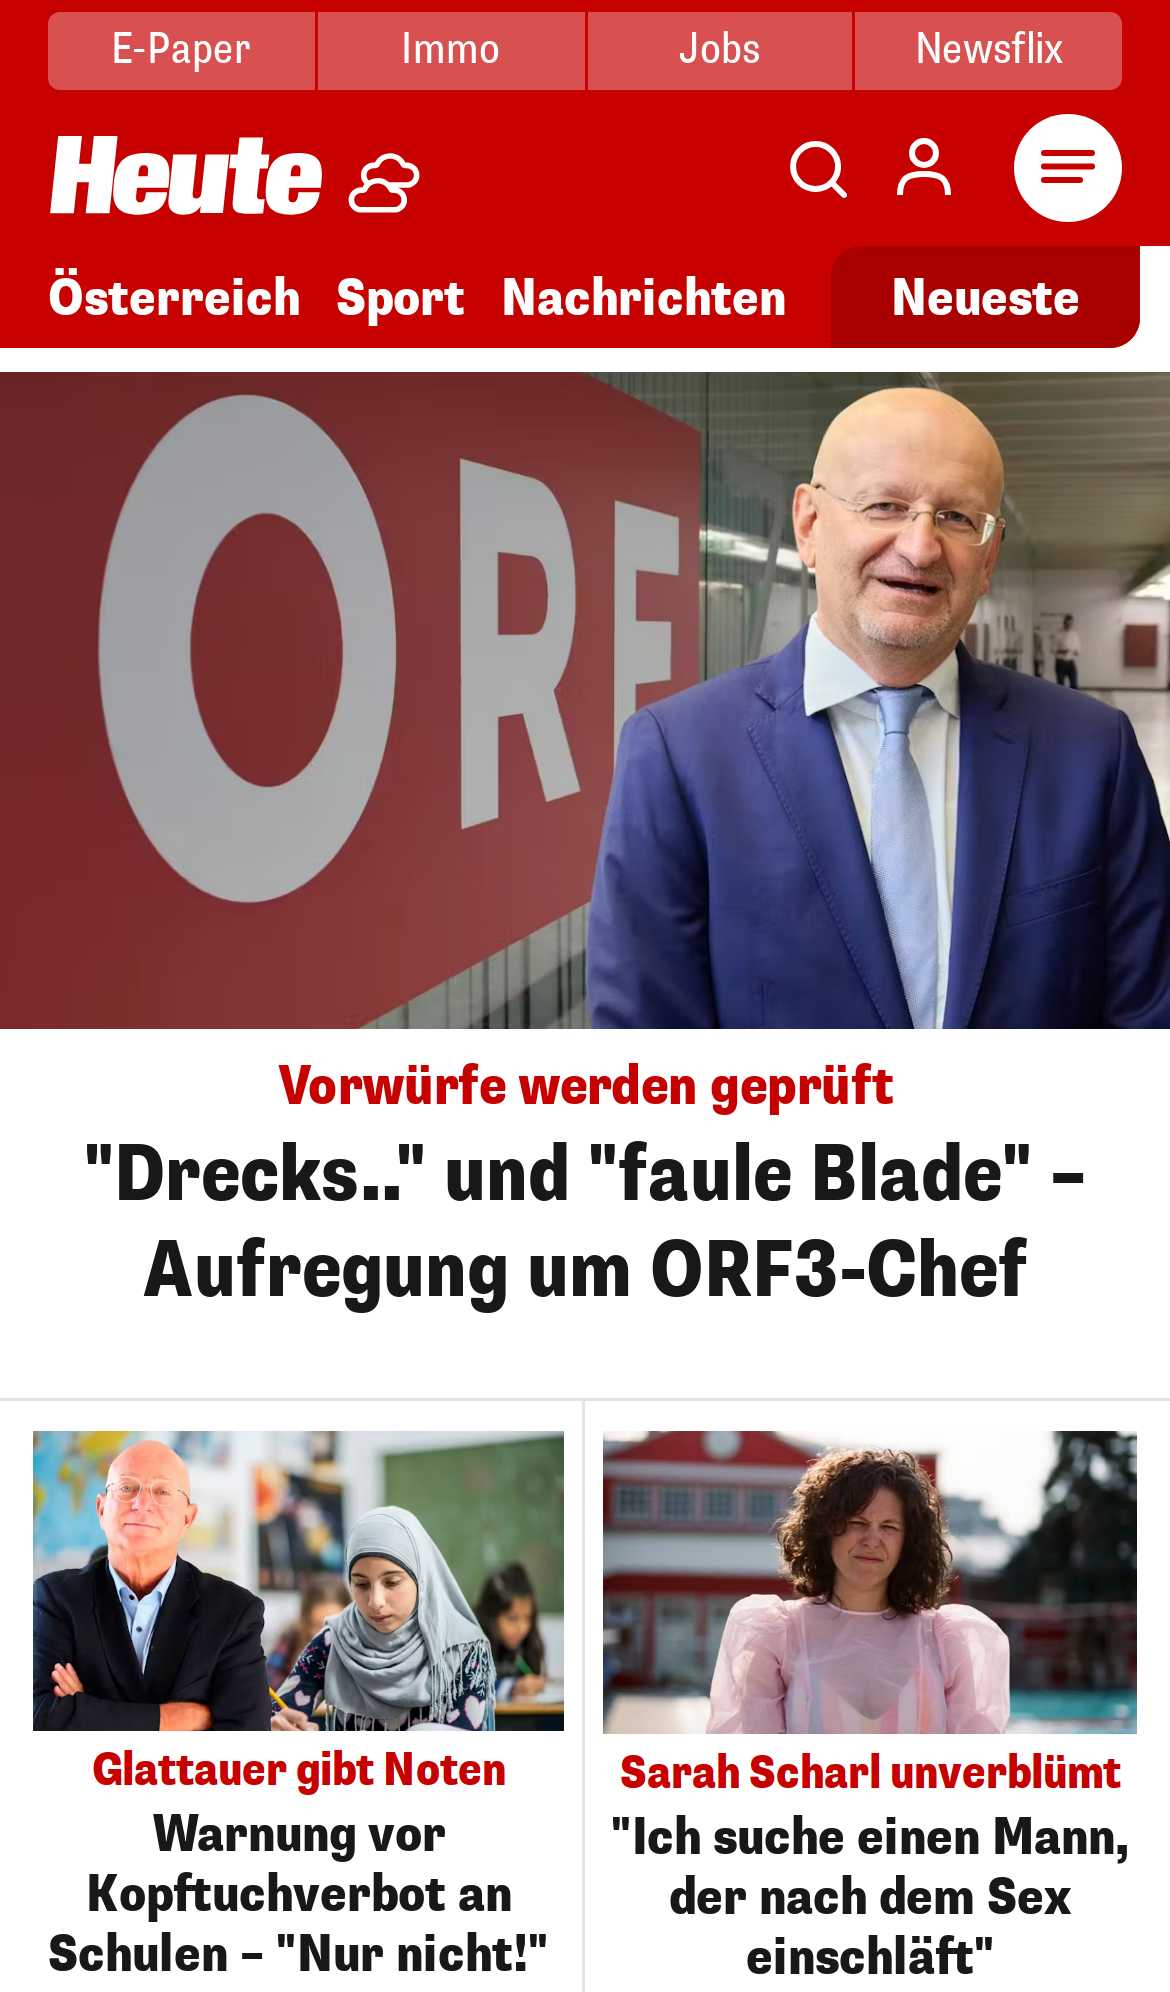 E-Paper
Immo
Jobs
Newsflix
Heute
Österreich
Sport
Nachrichten
Neueste
ORF
Vorwürfe werden geprüft
"Drecks.." und "faule Blade" –
Aufregung um ORF3-Chef
Glattauer gibt Noten
Warnung vor
Kopftuchverbot an
Schulen – "Nur nicht!"
Sarah Scharl unverblümt
"Ich suche einen Mann,
der nach dem Sex
einschläft"